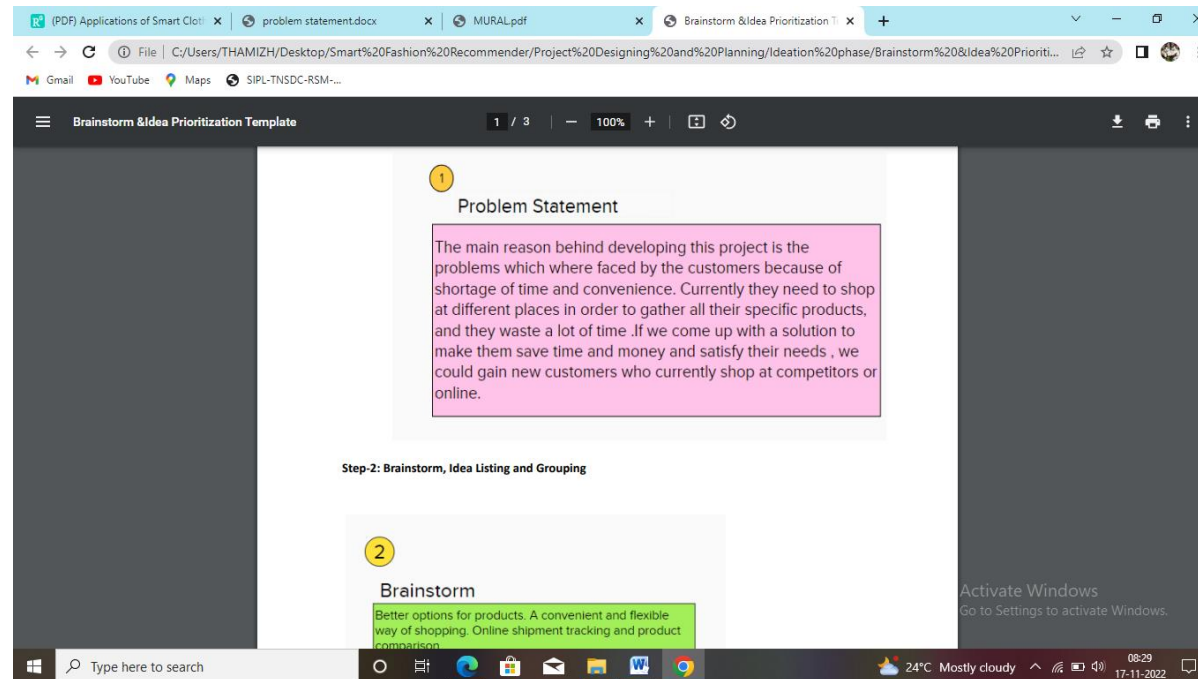 (PDF) Applications of Smart Clot
problem statement.docx
MURAL.pdf
Brainstorm &Idea Prioritization T
File
C:/Users/THAMIZH/Desktop/Smart%20Fashion%20Recommender/Project%20Designing%20and%20Planning/Ideation%20phase/Brainstorm%20&Idea%20Prioriti...
Gmail
YouTube
Maps
SIPL-TNSDC-RSM-...
Brainstorm &Idea Prioritization Template
1 / 3
100%
1
Problem Statement
The main reason behind developing this project is the
problems which where faced by the customers because of
shortage of time and convenience. Currently they need to shop
at different places in order to gather all their specific products,
and they waste a lot of time .If we come up with a solution to
make them save time and money and satisfy their needs , we
could gain new customers who currently shop at competitors or
online.
Step-2: Brainstorm, Idea Listing and Grouping
2
Brainstorm
Better options for products. A convenient and flexible
way of shopping. Online shipment tracking and product
comparison
Activate Windows
Go to Settings to activate Windows.
Type here to search
24°C Mostly cloudy
08:29
17-11-2022